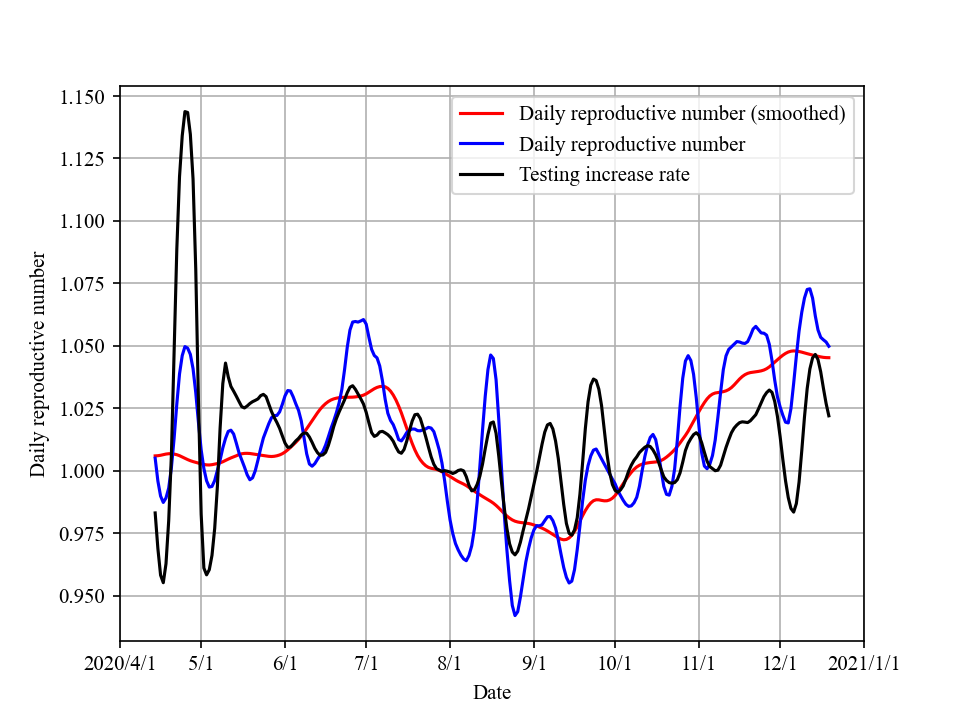 Daily reproductive number (smoothed)
Daily reproductive number
Testing increase rate
1.150
1.125
1.100
1.075
1.050
1.025
1.000
0.975
0.950
Daily reproductive number
2020/4/1 5/1 6/1 7/1 8/1 9/1 10/1 11/1 12/1 2021/1/1
Date